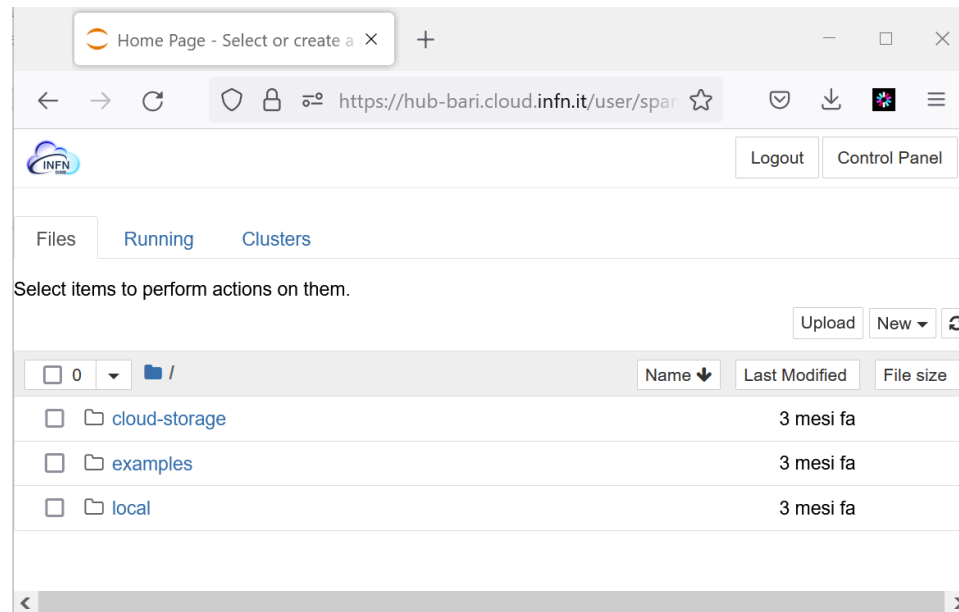 Home Page - Select or create a
https://hub-bari.cloud.infn.it/user/spar
INFN
Logout Control Panel
Files Running Clusters
Select items to perform actions on them.
Upload New
0 / Name Last Modified File size
cloud-storage 3 mesi fa
examples 3 mesi fa
local 3 mesi fa